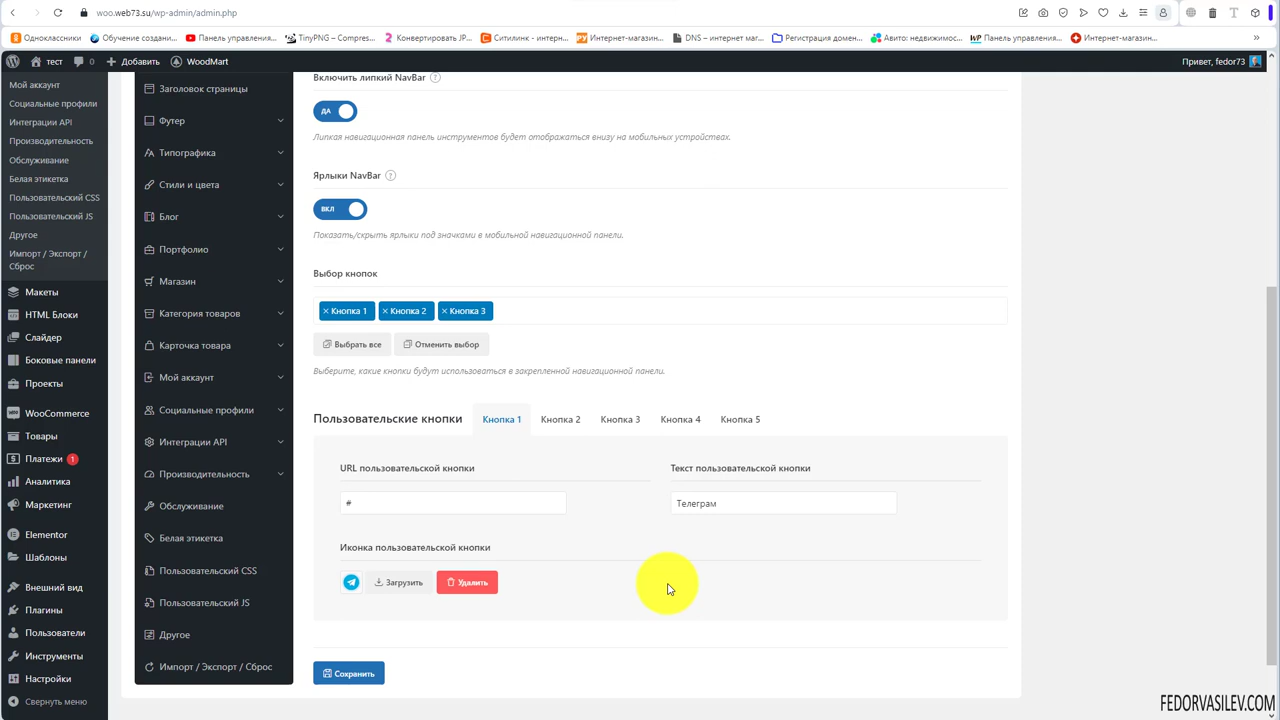 woo.web73.su/wp-admin/admin.php
Одноклассники
Обучение создани...
Панель управления...
TinyPNG – Compres...
Конвертировать JP...
Ситилинк - интерн...
Интернет-магазин...
DNS – интернет маг...
Регистрация домен...
Авито: недвижимос...
Панель управления...
Интернет-магазин...
тест
0
Добавить
WoodMart
Привет, fedor73
Мой аккаунт
Социальные профили
Интеграции API
Производительность
Обслуживание
Белая этикетка
Пользовательский CSS
Пользовательский JS
Другое
Импорт / Экспорт /
Сброс
Макеты
HTML Блоки
Слайдер
Боковые панели
Проекты
WooCommerce
Товары
Платежи 1
Аналитика
Маркетинг
Elementor
Шаблоны
Внешний вид
Плагины
Пользователи
Инструменты
Настройки
Свернуть меню
Заголовок страницы
Футер
Типографика
Стили и цвета
Блог
Портфолио
Магазин
Категория товаров
Карточка товара
Мой аккаунт
Социальные профили
Интеграции API
Производительность
Обслуживание
Белая этикетка
Пользовательский CSS
Пользовательский JS
Другое
Импорт / Экспорт / Сброс
Включить липкий NavBar ?
ДА
Липкая навигационная панель инструментов будет отображаться внизу на мобильных устройствах.
Ярлыки NavBar ?
ВКЛ
Показать/скрыть ярлыки под значками в мобильной навигационной панели.
Выбор кнопок
× Кнопка 1 × Кнопка 2 × Кнопка 3
Выбрать все Отменить выбор
Выберите, какие кнопки будут использоваться в закрепленной навигационной панели.
Пользовательские кнопки Кнопка 1 Кнопка 2 Кнопка 3 Кнопка 4 Кнопка 5
URL пользовательской кнопки Текст пользовательской кнопки
# Телеграм
Иконка пользовательской кнопки
Загрузить Удалить
Сохранить
FEDORVASILEV.COM